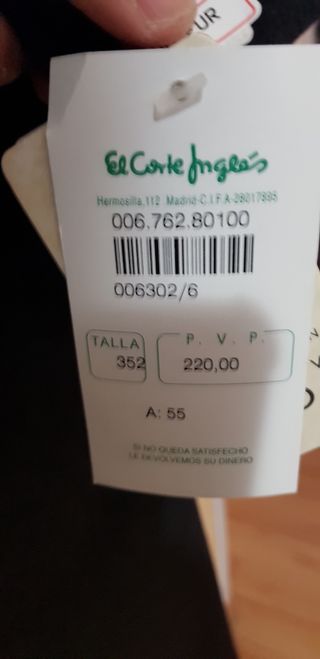 EUR
El Corte Inglés
Hermosilla,112 .Madrid-C.I.F.A-28017895
006.762.80100
006302/6
TALLA
352
P. V. P.
220,00
A: 55
SI NO QUEDA SATISFECHO
LE DEVOLVEMOS SU DINERO